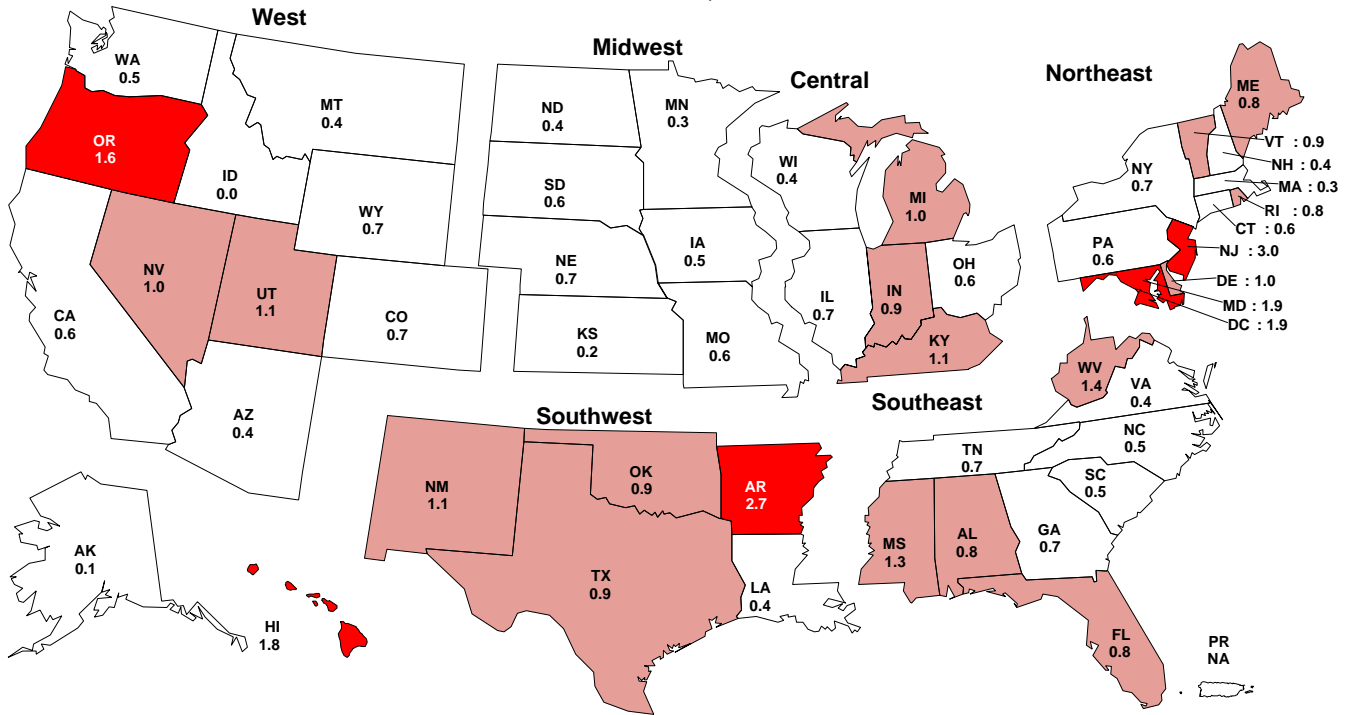 West
Midwest
Central
Northeast
WA
0.5
MT
0.4
ND
0.4
MN
0.3
OR
1.6
ID
0.0
WY
0.7
SD
0.6
WI
0.4
MI
1.0
NY
0.7
ME
0.8
VT : 0.9
NH : 0.4
MA : 0.3
RI : 0.8
CT : 0.6
NJ : 3.0
DE : 1.0
MD : 1.9
DC : 1.9
PA
0.6
NV
1.0
UT
1.1
CA
0.6
CO
0.7
NE
0.7
IA
0.5
KS
0.2
MO
0.6
IL
0.7
IN
0.9
OH
0.6
KY
1.1
WV
1.4
VA
0.4
AZ
0.4
Southwest
Southeast
NM
1.1
OK
0.9
AR
2.7
TN
0.7
NC
0.5
SC
0.5
AK
0.1
HI
1.8
TX
0.9
LA
0.4
MS
1.3
AL
0.8
GA
0.7
FL
0.8
PR
NA